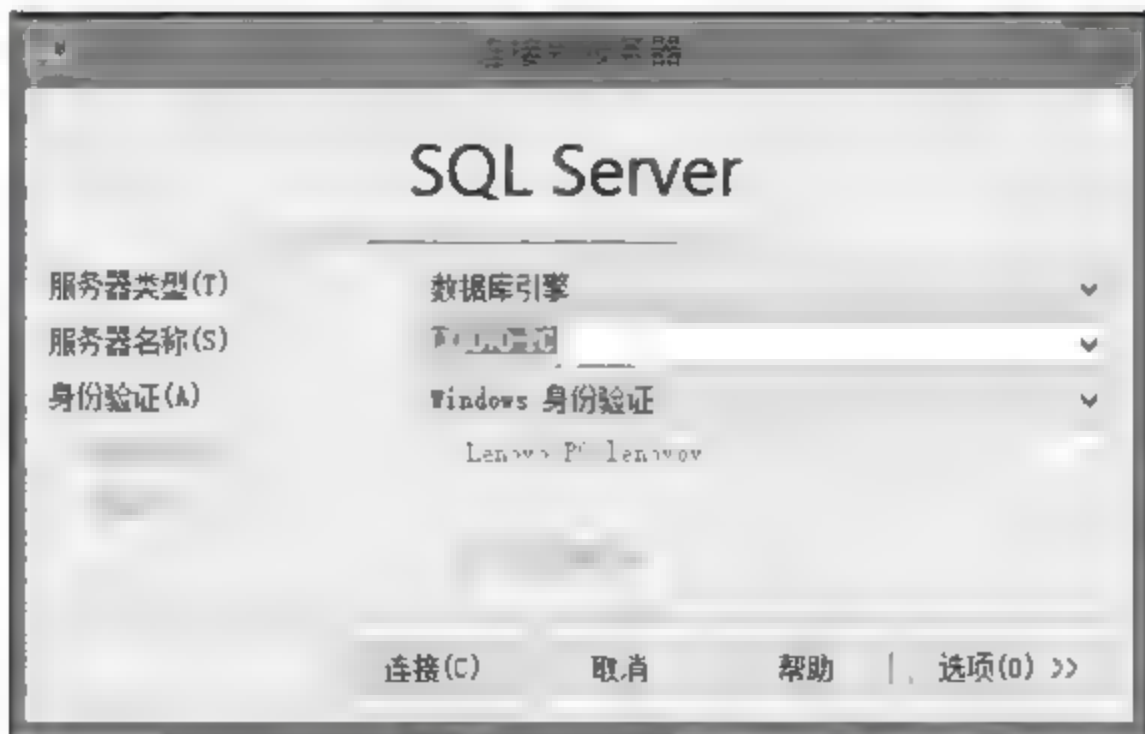 SQL Server
服务器类型(T) 数据库引擎
服务器名称(S)
身份验证(A) Windows 身份验证
连接(C) 取消 帮助 选项(O) >>